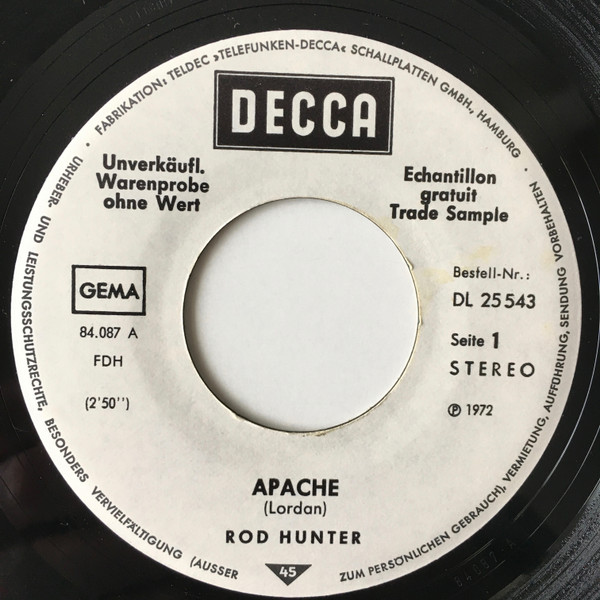 · FABRIKATION: TELDEC »TELEFUNKEN-DECCA« SCHALLPLATTEN GMBH., HAMBURG ·
DECCA
Unverkäufl.
Warenprobe
ohne Wert
Echantillon
gratuit
Trade Sample
GEMA
84.087 A
FDH
(2'50'')
Bestell-Nr.:
DL 25 543
Seite 1
STEREO
℗ 1972
APACHE
(Lordan)
ROD HUNTER
45
URHEBER- UND LEISTUNGSSCHUTZRECHTE, BESONDERS VERVIELFÄLTIGUNG (AUSSER ZUM PERSÖNLICHEN GEBRAUCH), VERMIETUNG, AUFFÜHRUNG, SENDUNG VORBEHALTEN ·